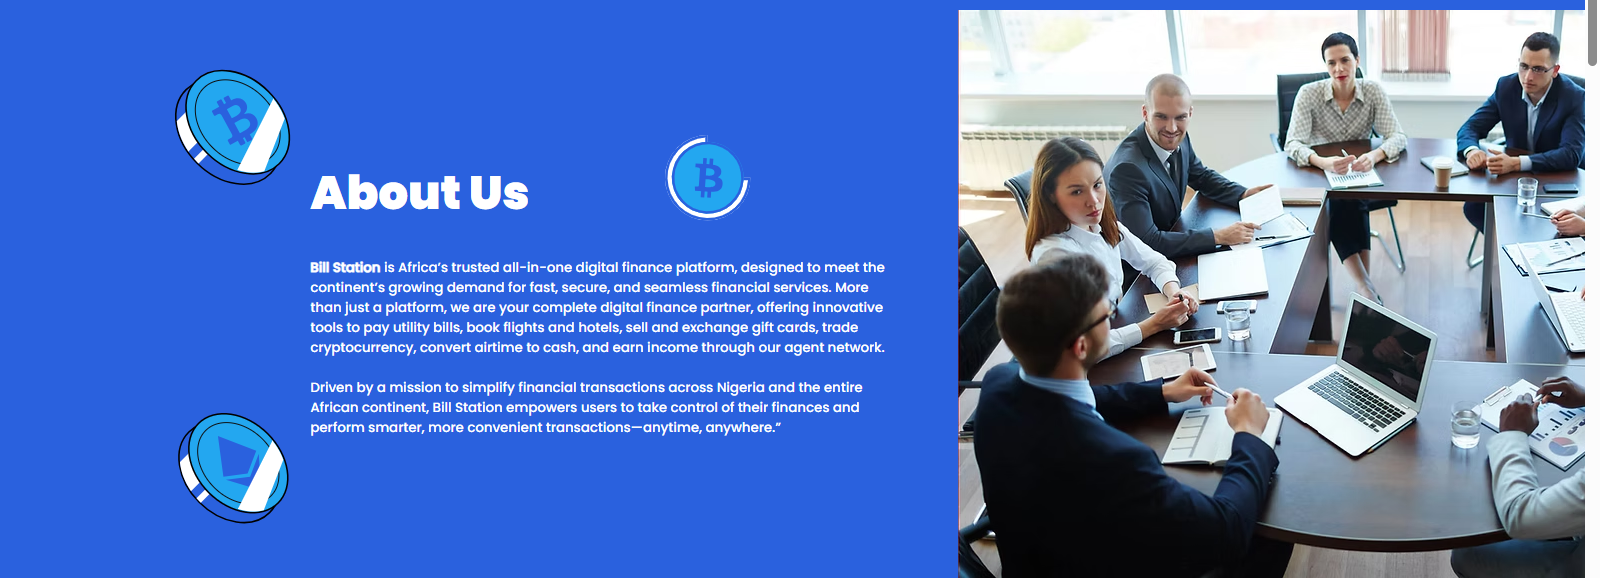 About Us
Bill Station is Africa’s trusted all-in-one digital finance platform, designed to meet the
continent’s growing demand for fast, secure, and seamless financial services. More
than just a platform, we are your complete digital finance partner, offering innovative
tools to pay utility bills, book flights and hotels, sell and exchange gift cards, trade
cryptocurrency, convert airtime to cash, and earn income through our agent network.
Driven by a mission to simplify financial transactions across Nigeria and the entire
African continent, Bill Station empowers users to take control of their finances and
perform smarter, more convenient transactions—anytime, anywhere.”